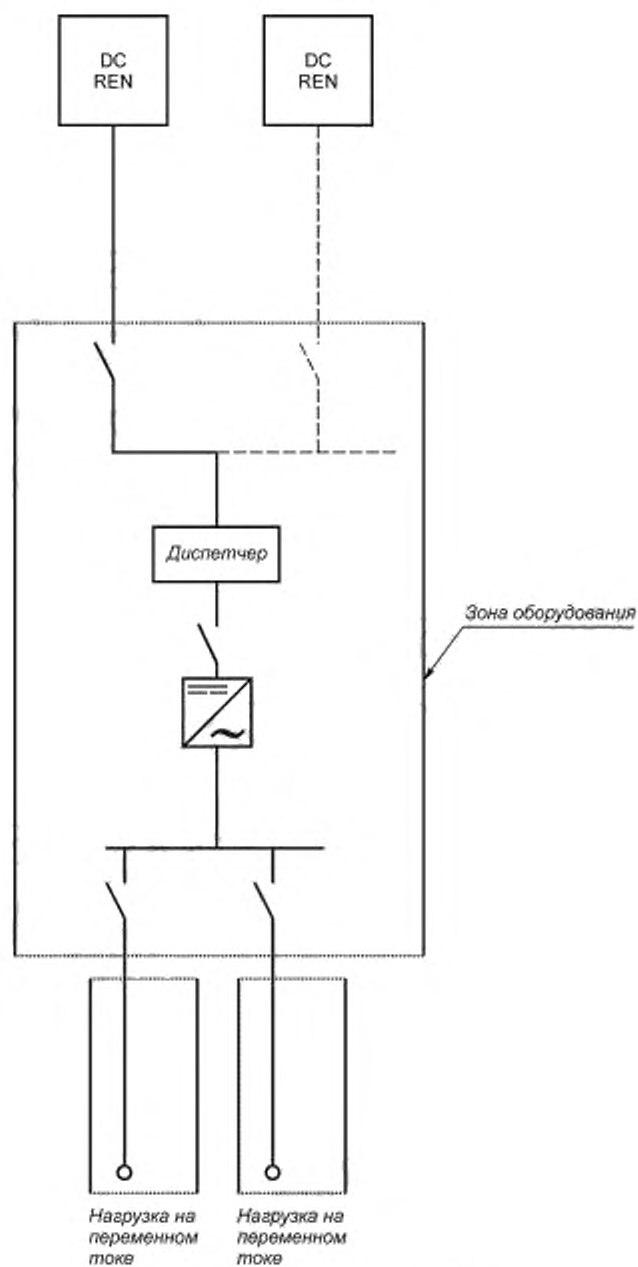 DC
REN
DC
REN
Диспетчер
Зона оборудования
Нагрузка на
переменном
токе
Нагрузка на
переменном
токе